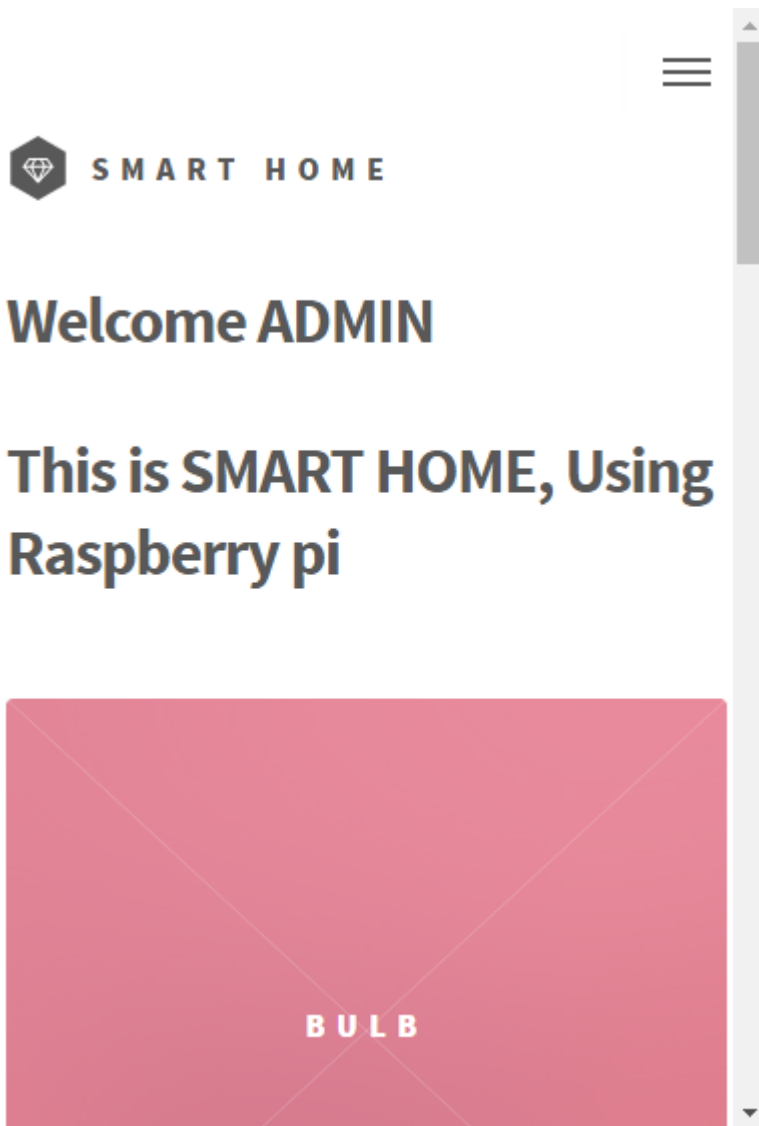 SMART HOME
Welcome ADMIN
This is SMART HOME, Using
Raspberry pi
BULB